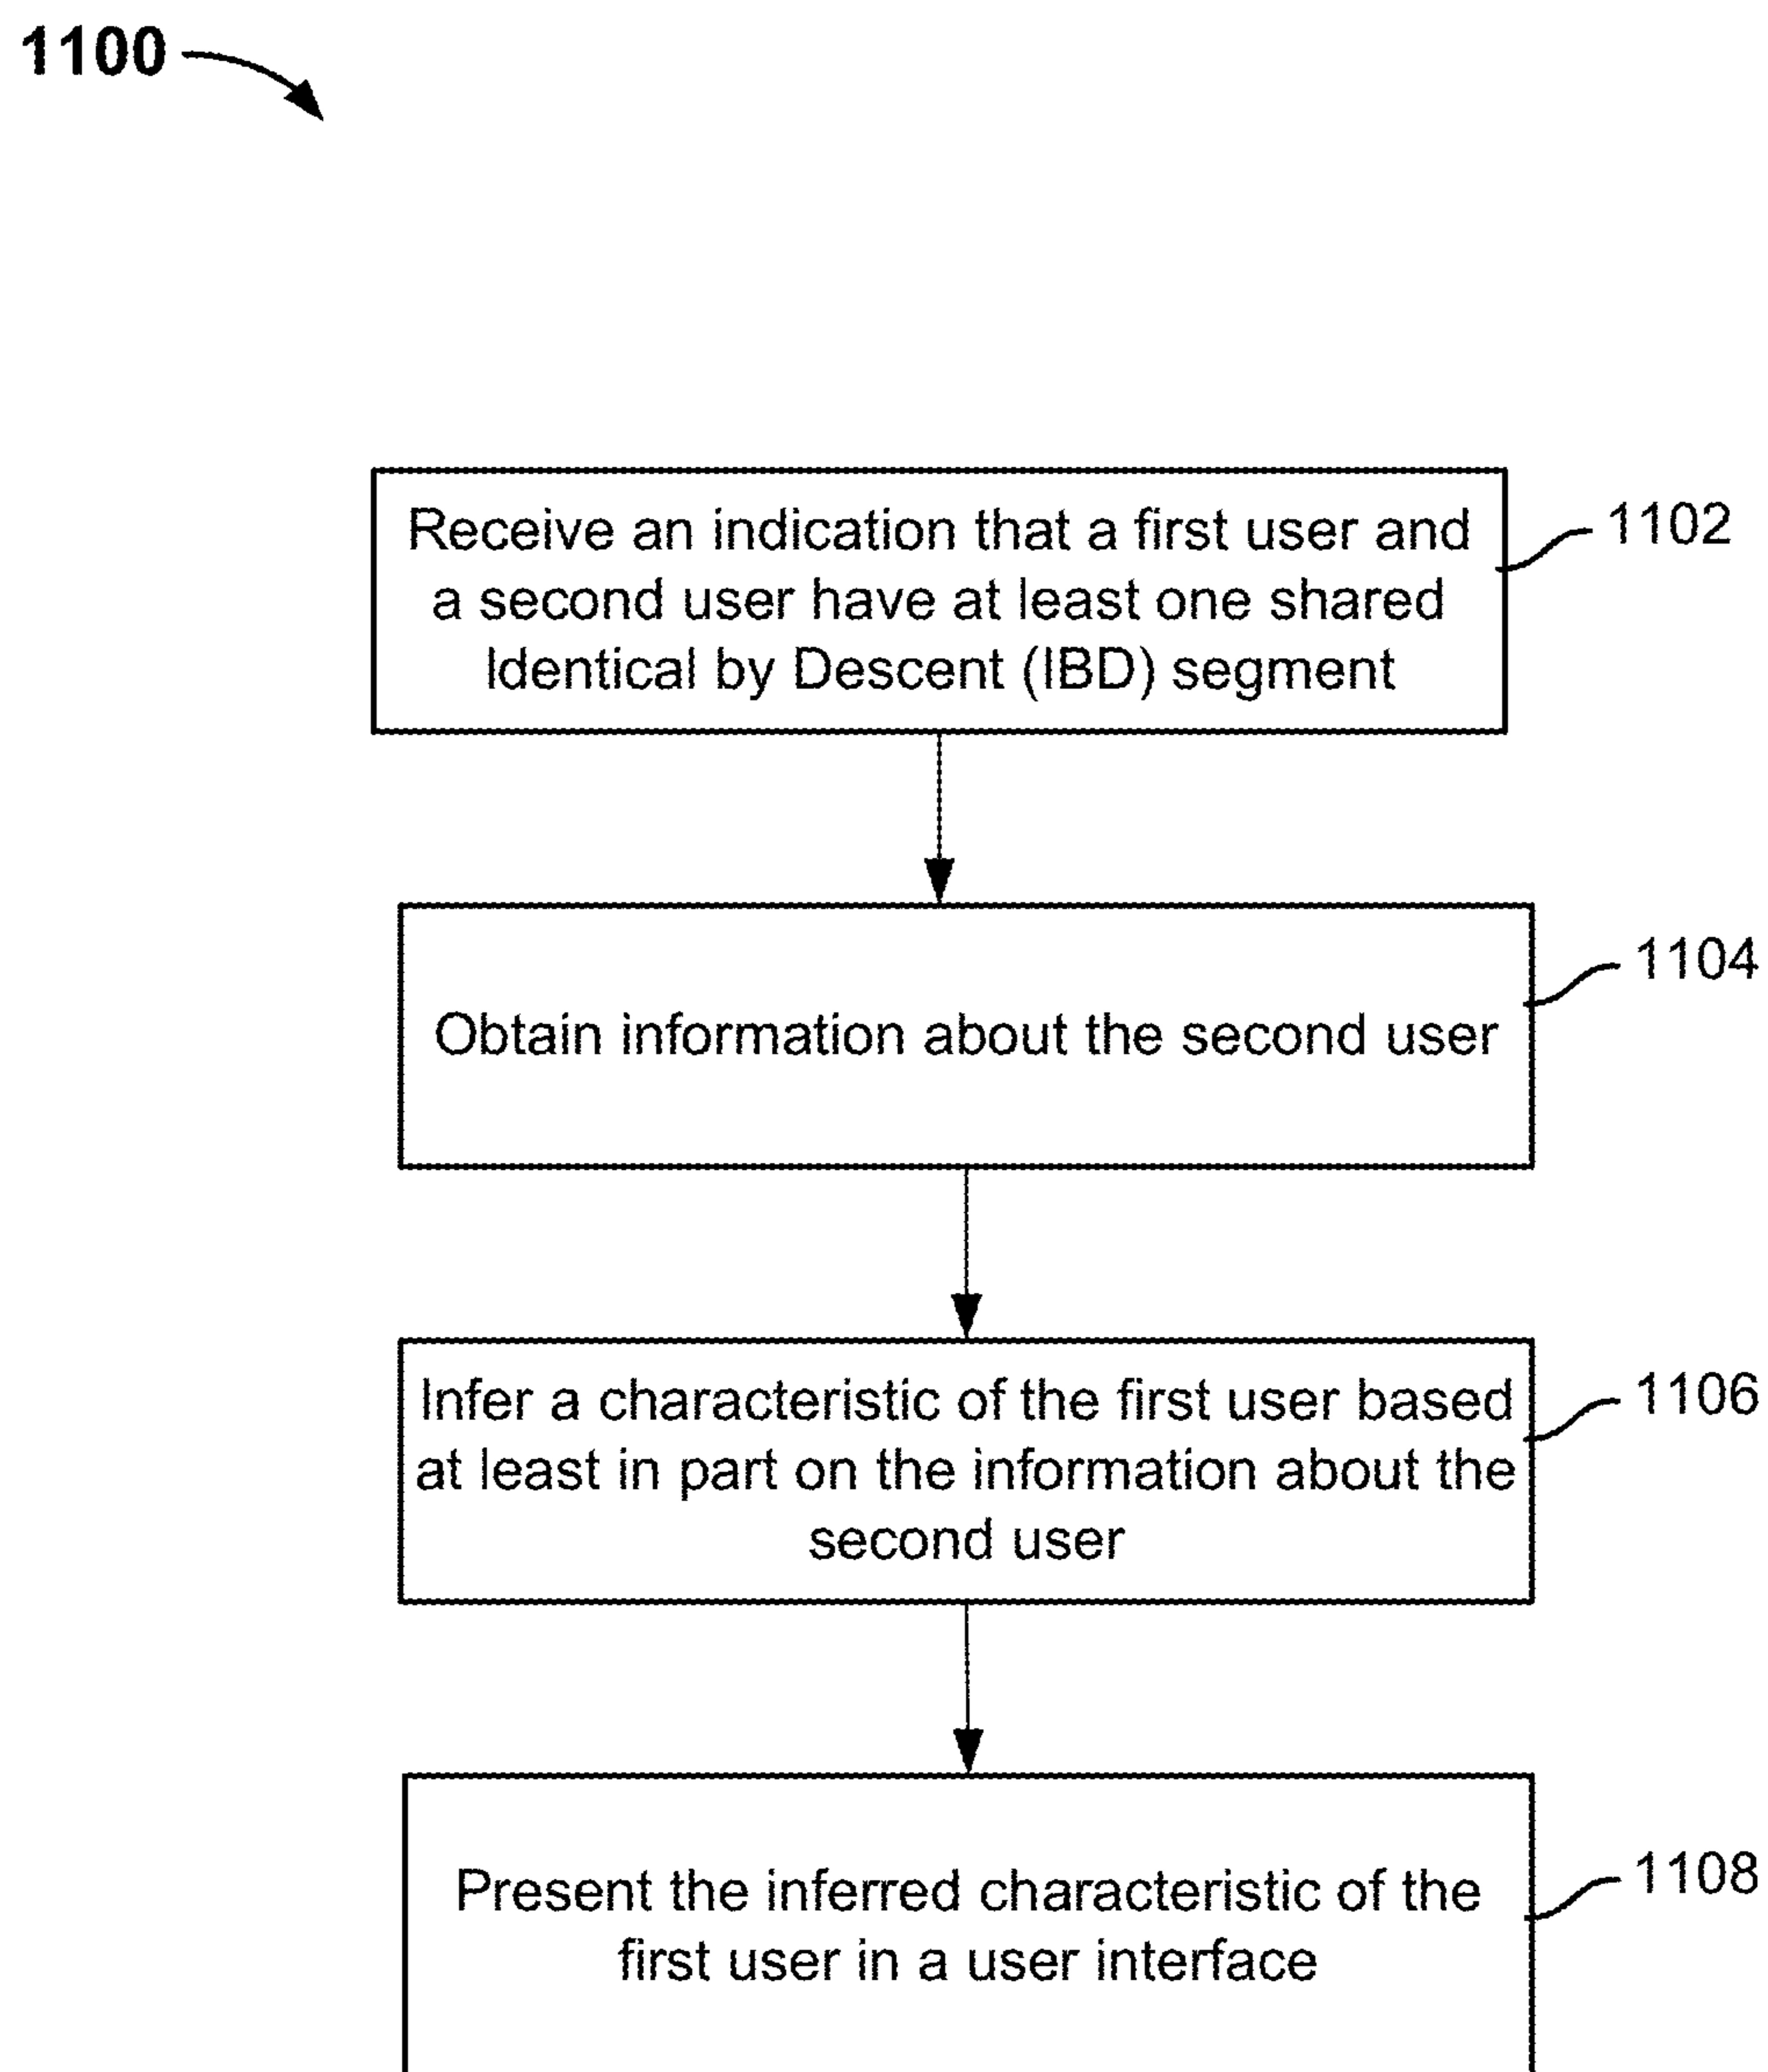 1100
Receive an indication that a first user and
a second user have at least one shared
Identical by Descent (IBD) segment
1102
Obtain information about the second user
1104
Infer a characteristic of the first user based
at least in part on the information about the
second user
1106
Present the inferred characteristic of the
first user in a user interface
1108